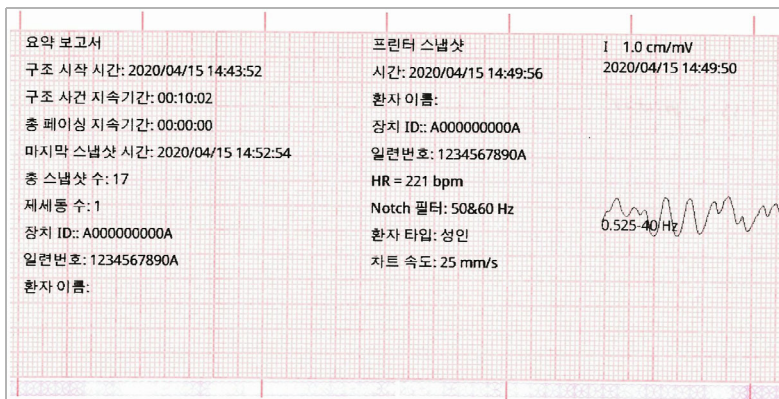 요약 보고서
구조 시작 시간: 2020/04/15 14:43:52
구조 사건 지속기간: 00:10:02
총 페이싱 지속기간: 00:00:00
마지막 스냅샷 시간: 2020/04/15 14:52:54
총 스냅샷 수: 17
제세동 수: 1
장치 ID:: A000000000A
일련번호: 1234567890A
환자 이름:
프린터 스냅샷
시간: 2020/04/15 14:49:56
환자 이름:
장치 ID:: A000000000A
일련번호: 1234567890A
HR = 221 bpm
Notch 필터: 50&60 Hz
환자 타입: 성인
차트 속도: 25 mm/s
I 1.0 cm/mV
2020/04/15 14:49:50
0.525-40 Hz